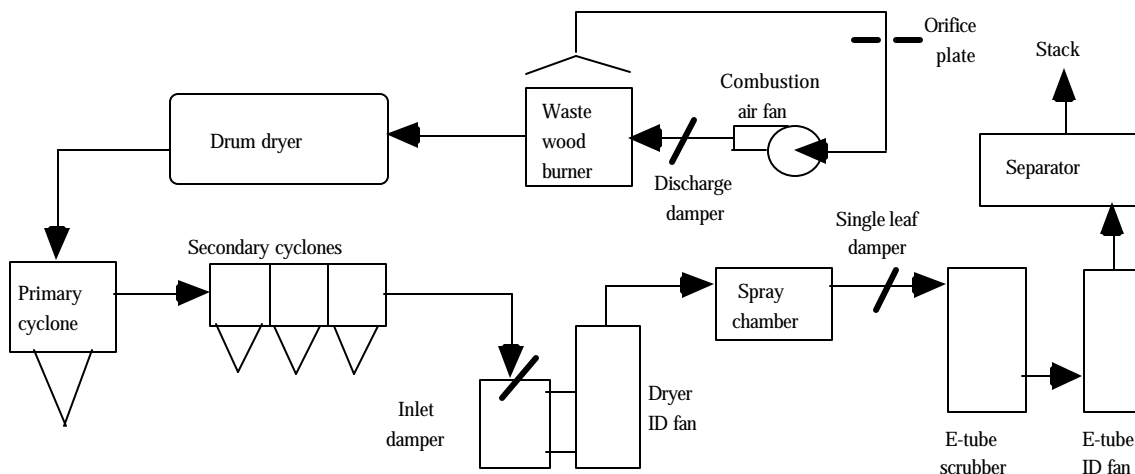 Orifice
plate
Stack
Combustion
air fan
Waste
wood
burner
Drum dryer
Separator
Discharge
damper
Single leaf
damper
Secondary cyclones
Primary
cyclone
Spray
chamber
Inlet
damper
Dryer
ID fan
E-tube
scrubber
E-tube
ID fan